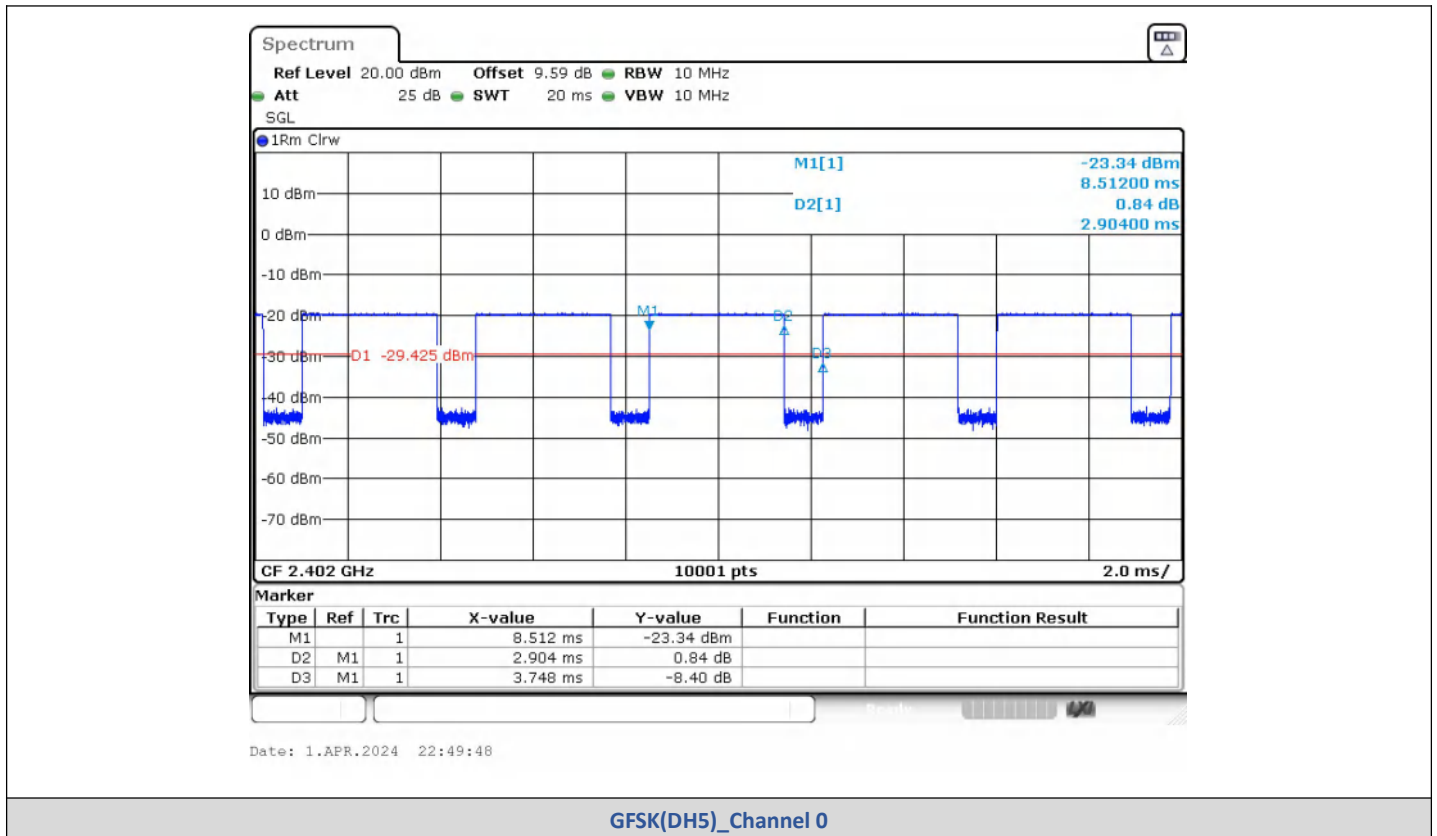 Spectrum
Ref Level 20.00 dBm Offset 9.59 dB RBW 10 MHz
Att 25 dB SWT 20 ms VBW 10 MHz
SGL
1Rm Clrw
M1[1] -23.34 dBm
8.51200 ms
10 dBm
D2[1] 0.84 dB
2.90400 ms
0 dBm
-10 dBm
M1
-20 dBm D2
-30 dBm D1 -29.425 dBm D3
-40 dBm
-50 dBm
-60 dBm
-70 dBm
CF 2.402 GHz 10001 pts 2.0 ms/
Marker
Type Ref Trc X-value Y-value Function Function Result
M1 1 8.512 ms -23.34 dBm
D2 M1 1 2.904 ms 0.84 dB
D3 M1 1 3.748 ms -8.40 dB
Ready LXI
Date: 1.APR.2024 22:49:48
GFSK(DH5)_Channel 0